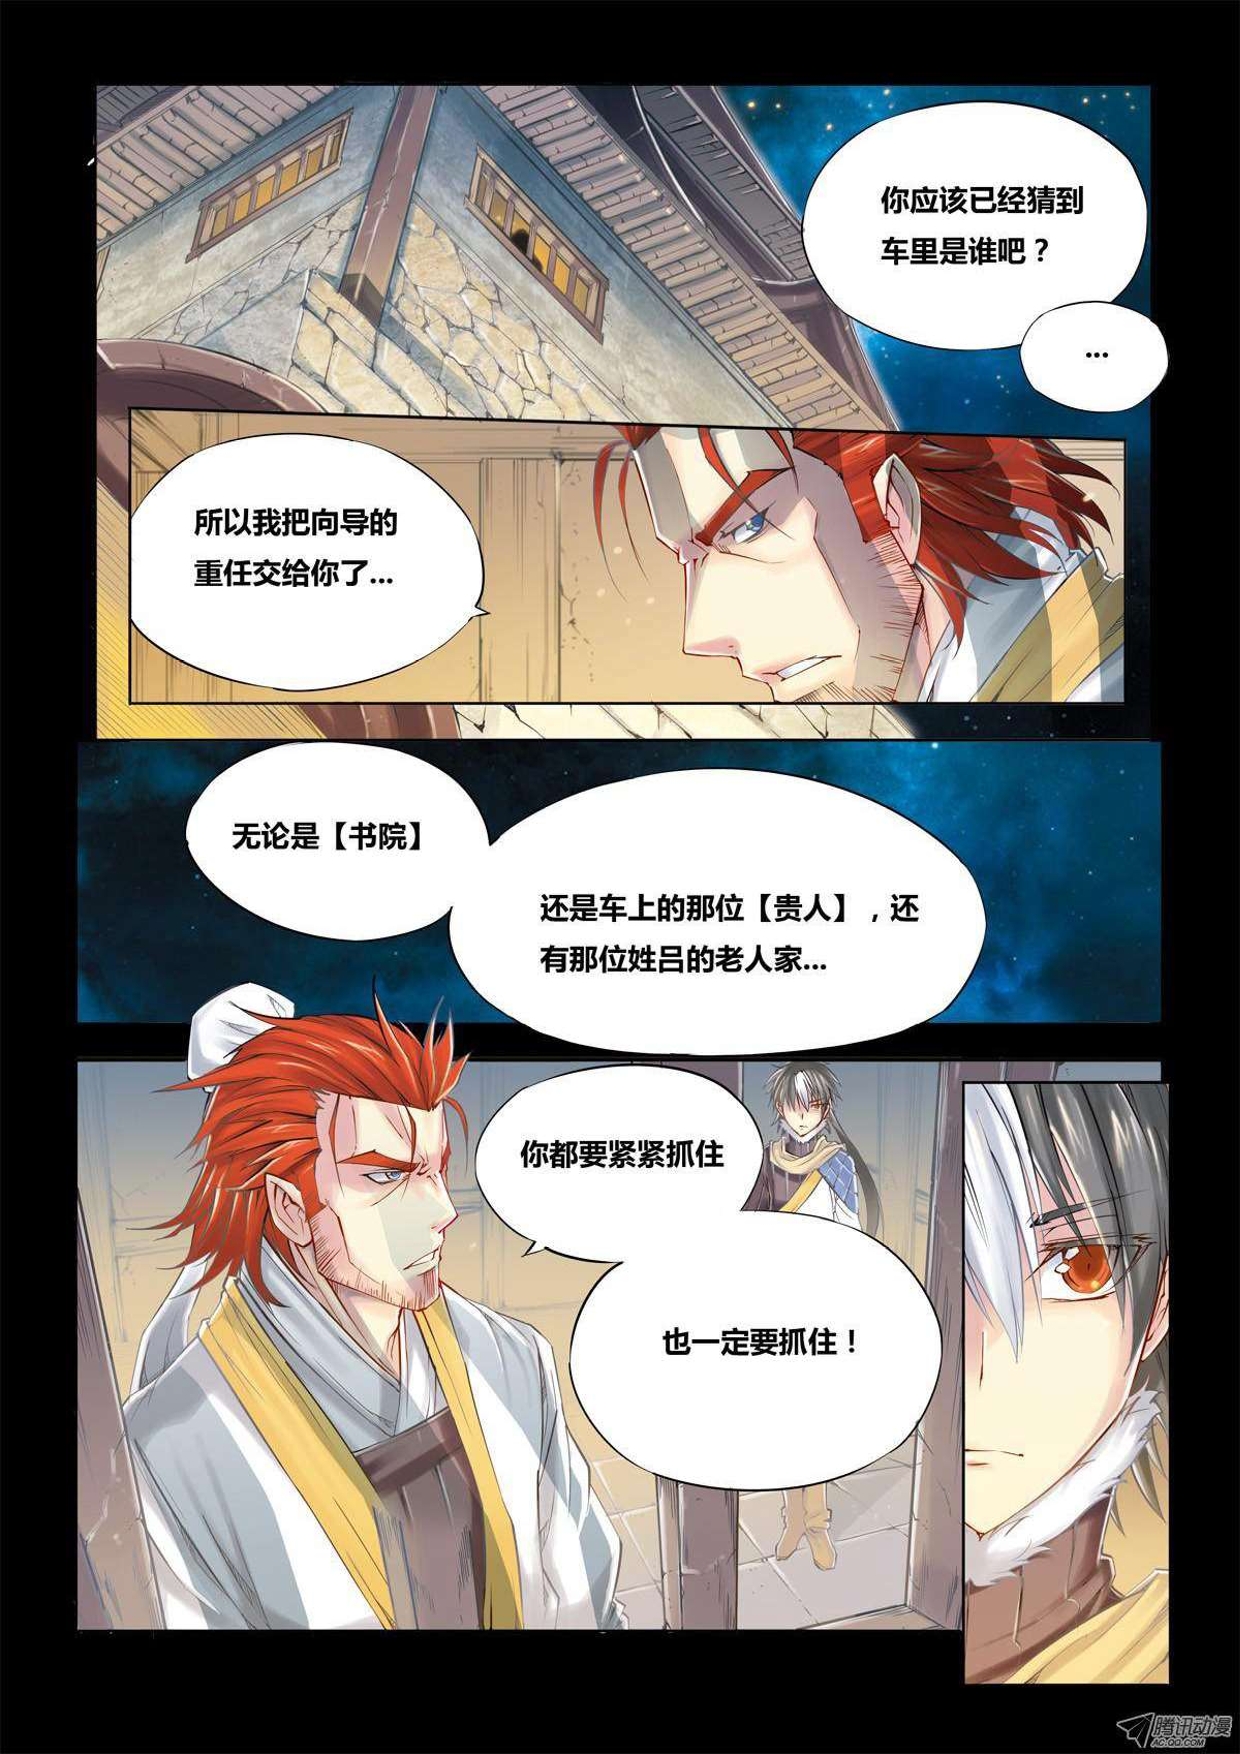 你应该已经猜到
车里是谁吧？
...
所以我把向导的
重任交给你了...
无论是【书院】
还是车上的那位【贵人】，还
有那位姓吕的老人家...
你都要紧紧抓住
也一定要抓住！
腾讯动漫
AC.QQ.COM